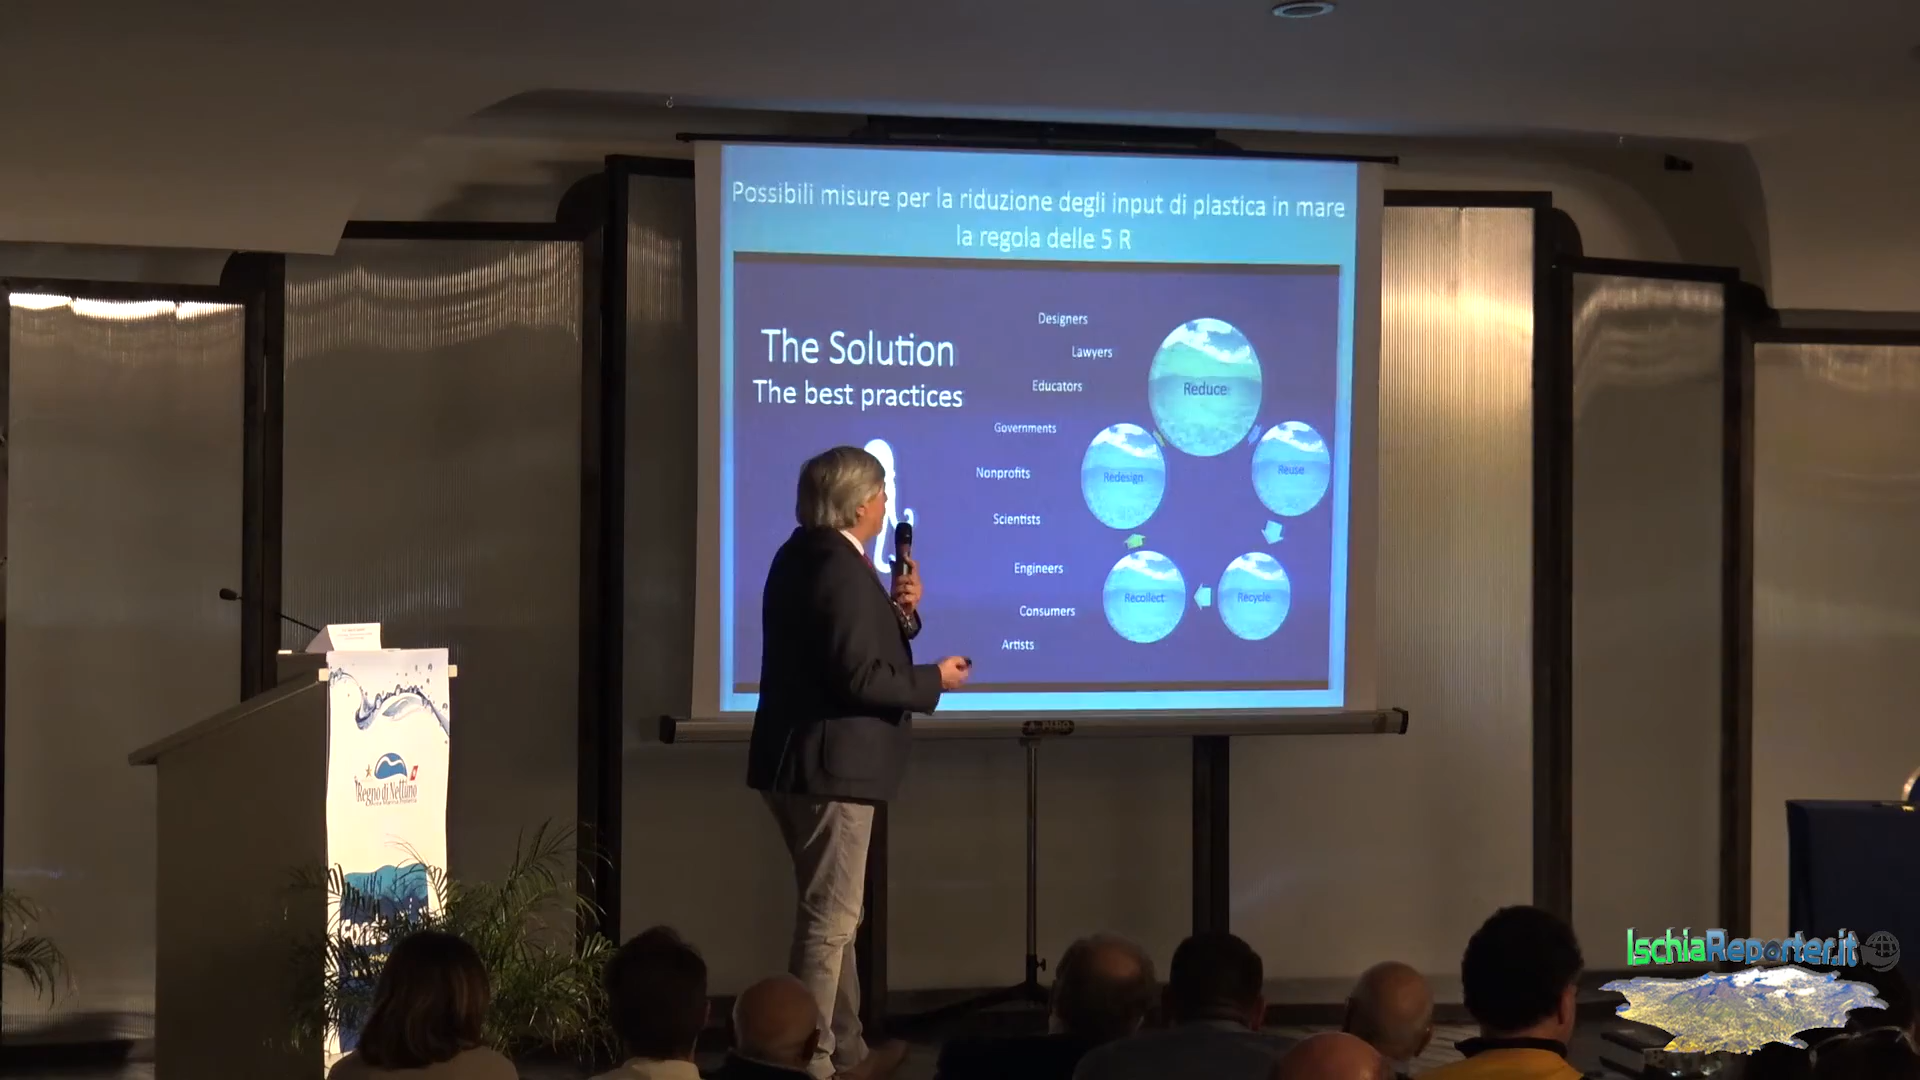 Possibili misure per la riduzione degli input di plastica in mare
la regola delle 5 R
The Solution
The best practices
Designers
Lawyers
Educators
Governments
Nonprofits
Scientists
Engineers
Consumers
Artists
Reduce
Reuse
Recycle
Recollect
Redesign
Regno di Nettuno
IschiaReporter.it